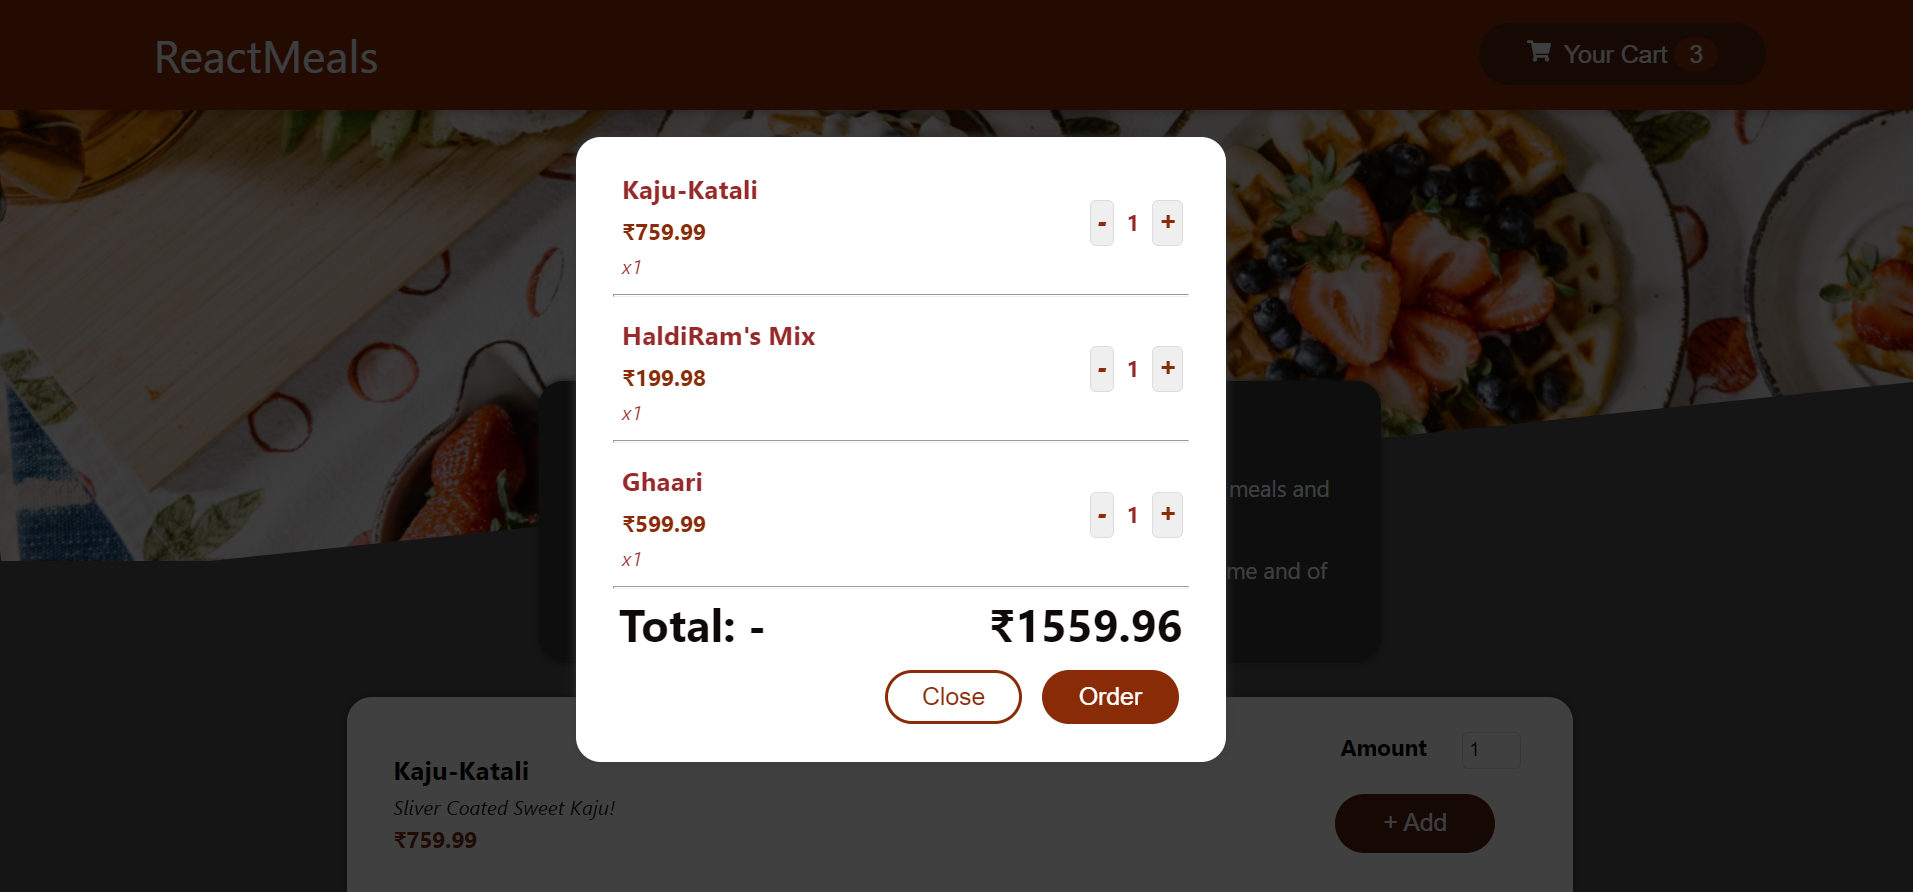 ReactMeals
Your Cart 3
Kaju-Katali
₹759.99
x1
- 1 +
HaldiRam's Mix
₹199.98
x1
- 1 +
Ghaari
₹599.99
x1
- 1 +
Total: - ₹1559.96
Close Order
meals and
me and of
Kaju-Katali
Sliver Coated Sweet Kaju!
₹759.99
Amount 1
+ Add